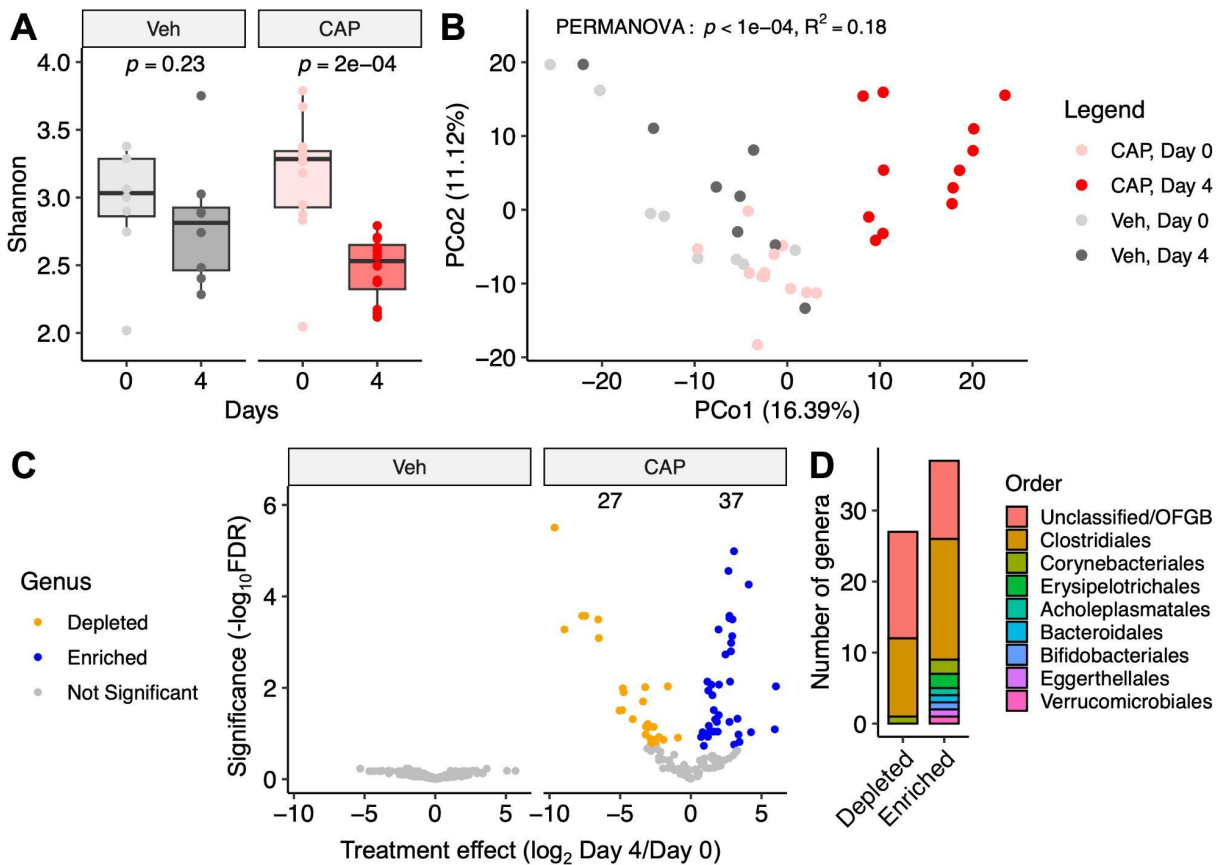 A
Veh
CAP
p = 0.23
p = 2e−04
4.0
3.5
3.0
2.5
2.0
Shannon
0
4
0
4
Days
B
PERMANOVA: p < 1e−04, R² = 0.18
20
10
0
−10
−20
PCo2 (11.12%)
−20
−10
0
10
20
PCo1 (16.39%)
Legend
CAP, Day 0
CAP, Day 4
Veh, Day 0
Veh, Day 4
C
Genus
Depleted
Enriched
Not Significant
Veh
CAP
27
37
6
4
2
0
Significance (-log₁₀FDR)
−10
−5
0
5
−10
−5
0
5
Treatment effect (log₂ Day 4/Day 0)
D
30
20
10
0
Number of genera
Depleted
Enriched
Order
Unclassified/OFGB
Clostridiales
Corynebacteriales
Erysipelotrichales
Acholeplasmatales
Bacteroidales
Bifidobacteriales
Eggerthellales
Verrucomicrobiales